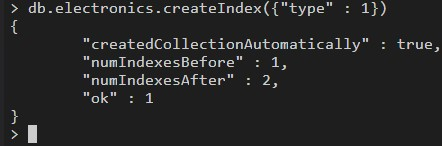 > db.electronics.createIndex({"type" : 1})
{
        "createdCollectionAutomatically" : true,
        "numIndexesBefore" : 1,
        "numIndexesAfter" : 2,
        "ok" : 1
}
>